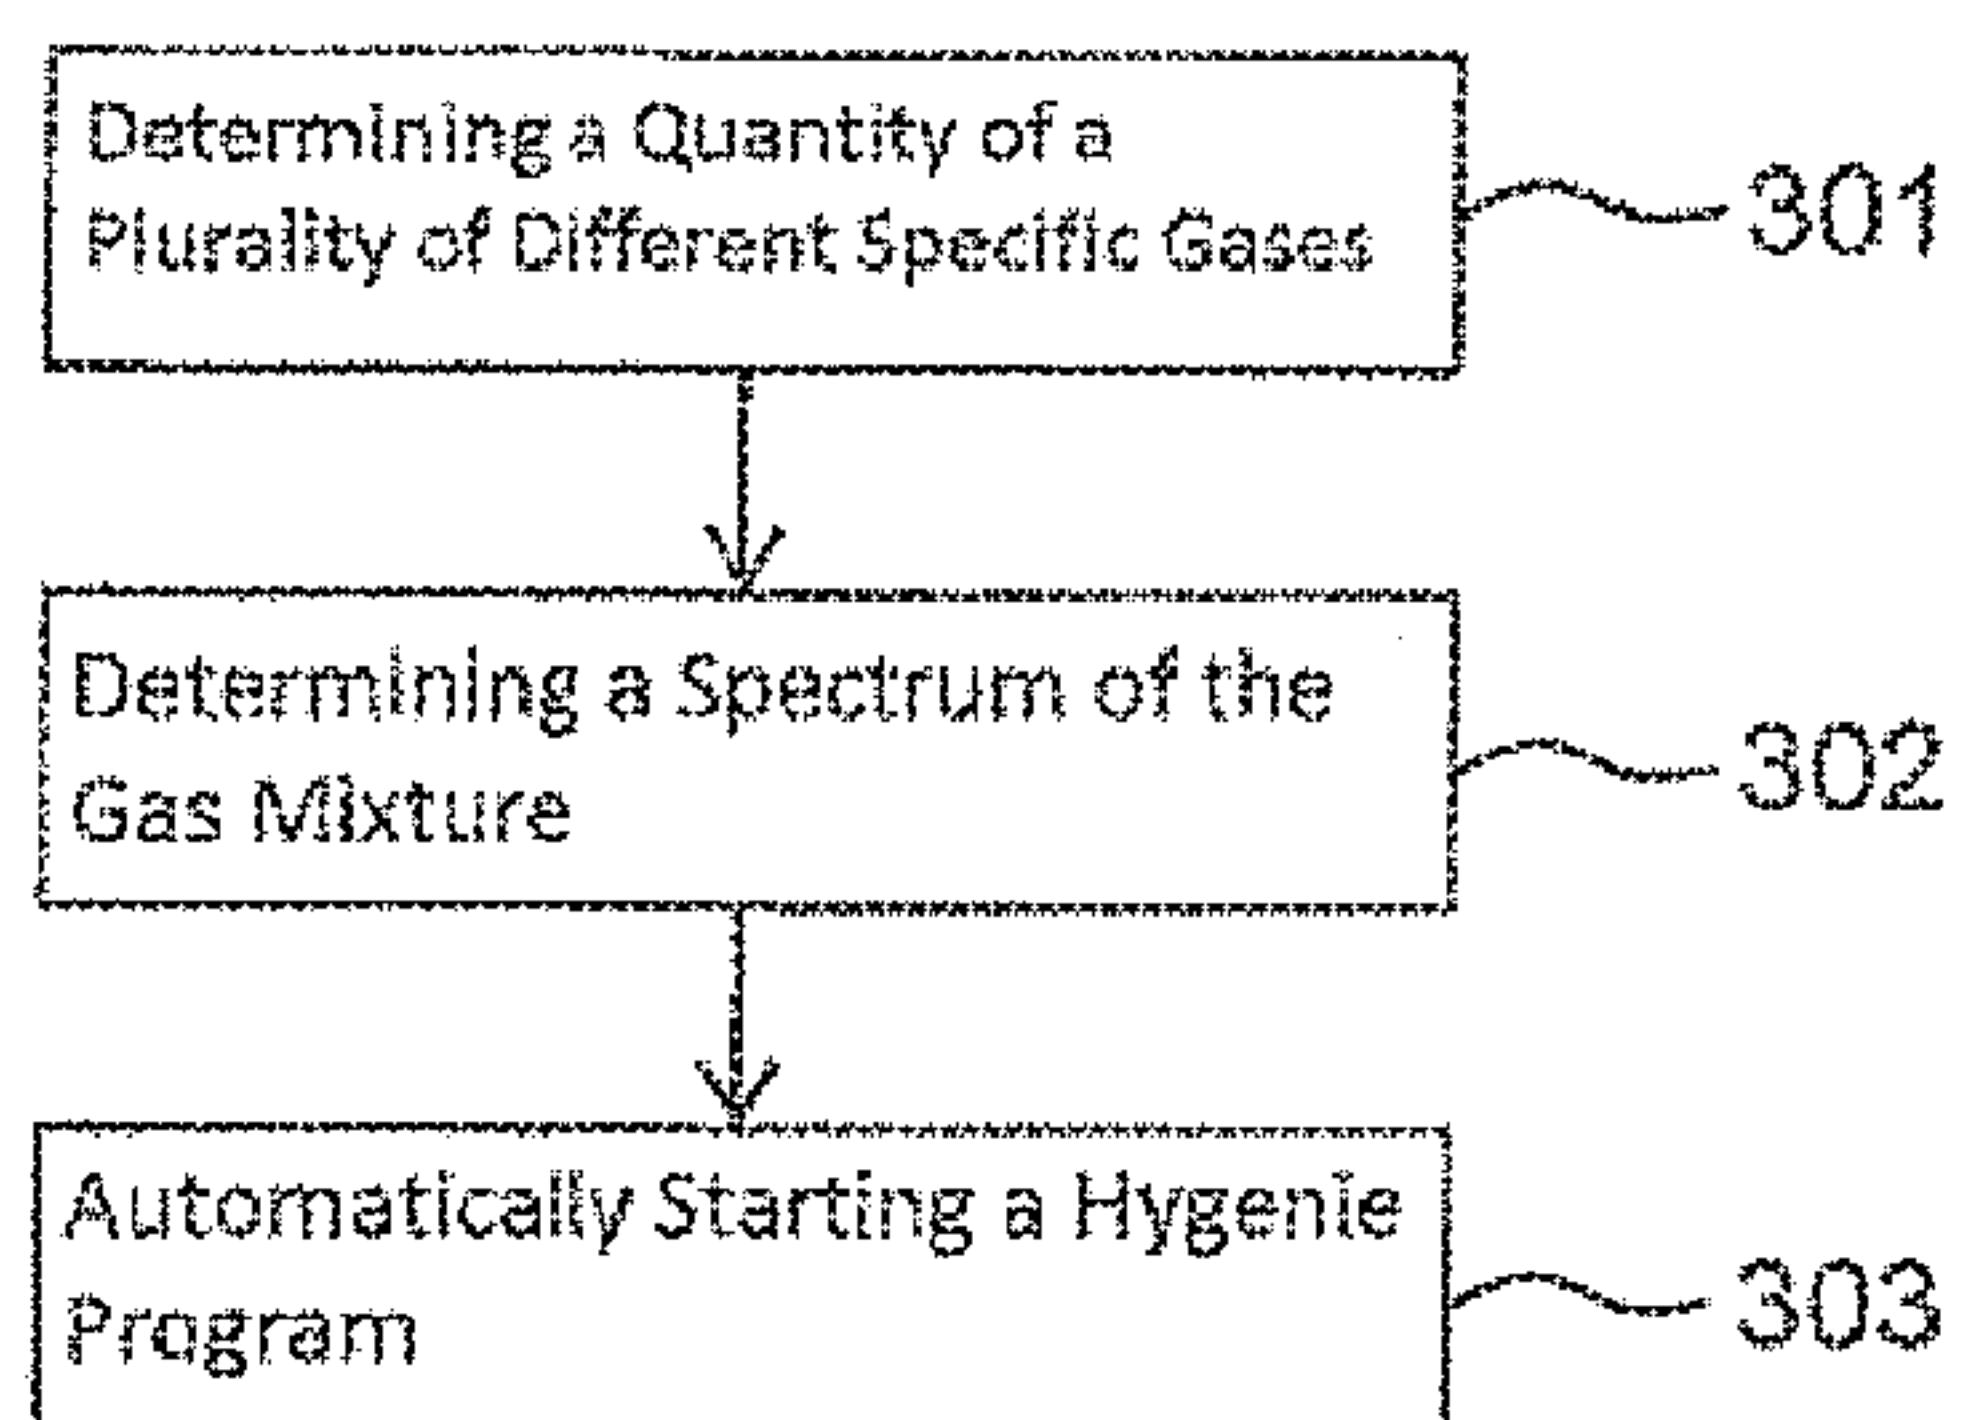 Determining a Quantity of a
Plurality of Different Specific Gases
301
Determining a Spectrum of the
Gas Mixture
302
Automatically Starting a Hygenie
Program
303